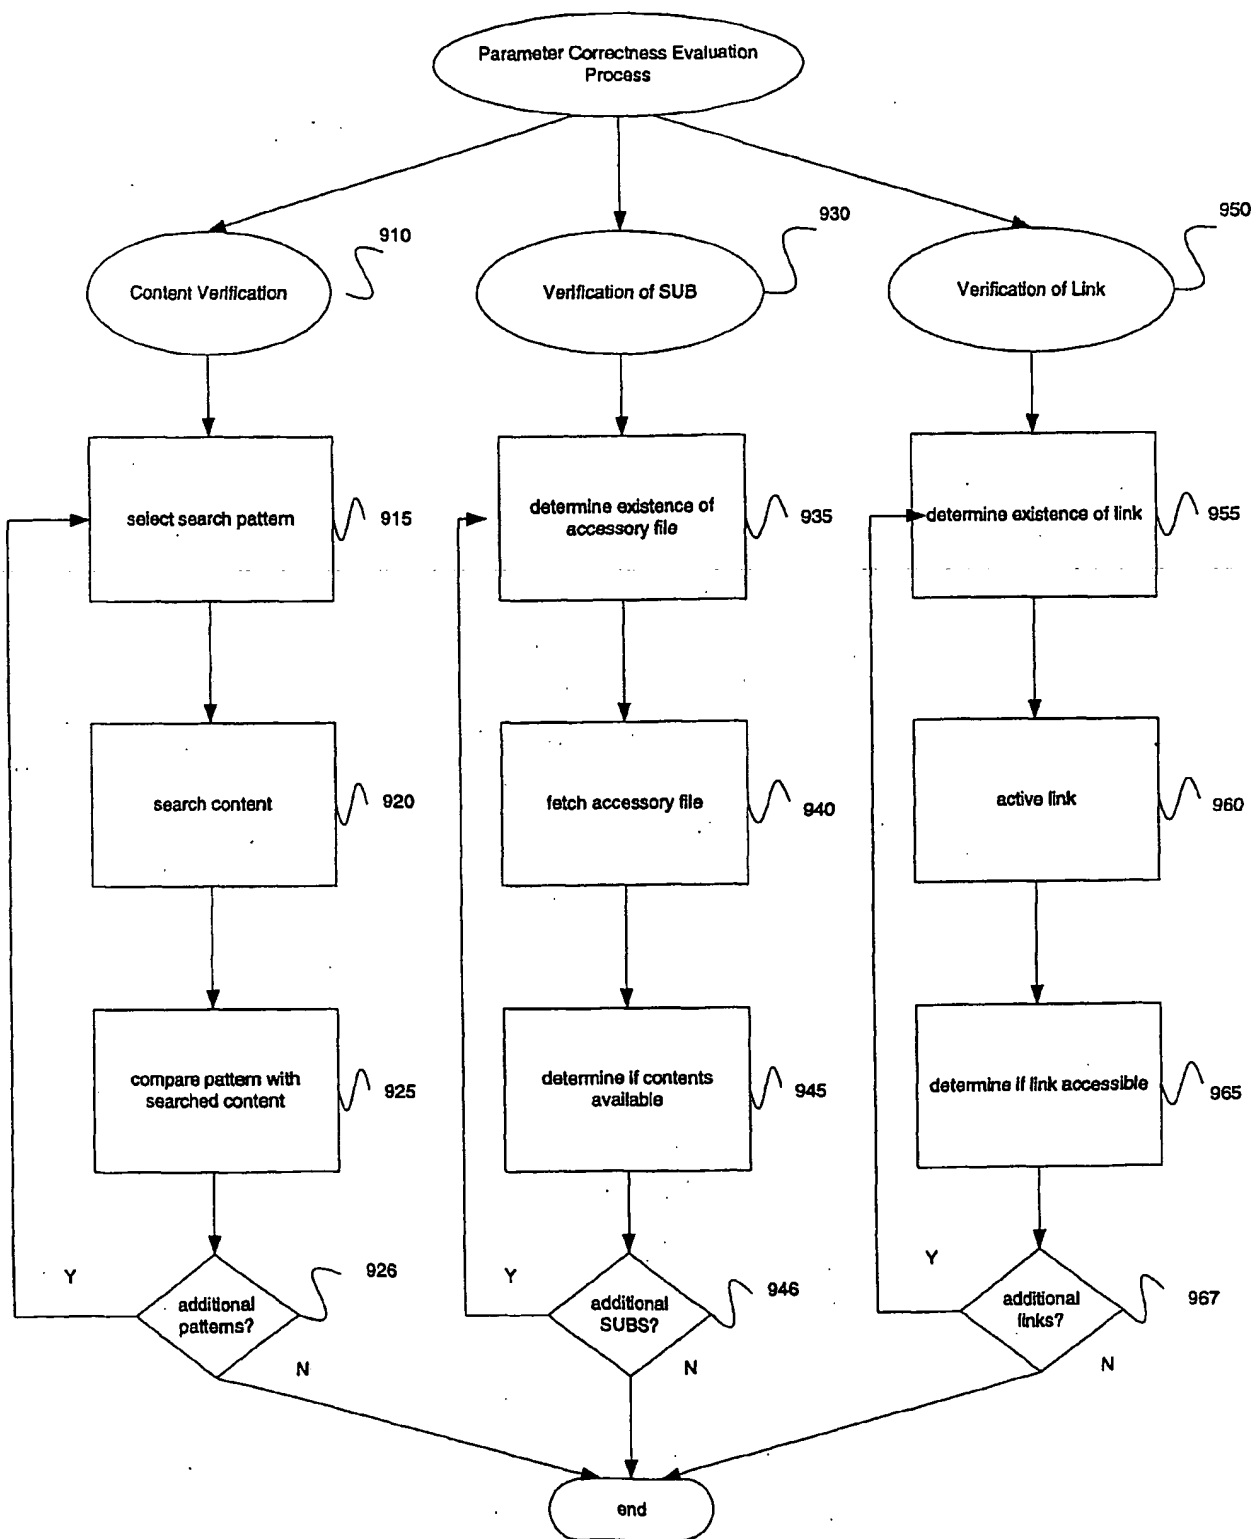 Parameter Correctness Evaluation
Process
910
930
950
Content Verification
Verification of SUB
Verification of Link
select search pattern
915
determine existence of
accessory file
935
determine existence of link
955
search content
920
fetch accessory file
940
active link
960
compare pattern with
searched content
925
determine if contents
available
945
determine if link accessible
965
Y
additional
patterns?
926
N
Y
additional
SUBS?
946
N
Y
additional
links?
967
N
end